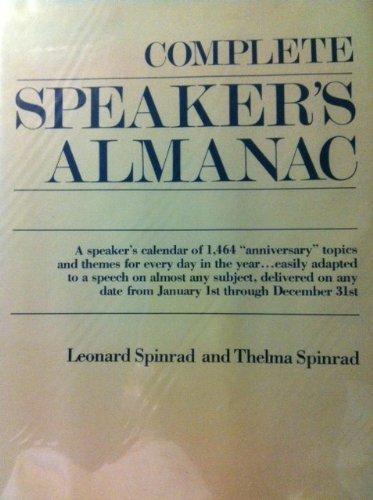 COMPLETE
SPEAKER'S
ALMANAC
A speaker's calendar of 1,464 "anniversary" topics
and themes for every day in the year...easily adapted
to a speech on almost any subject, delivered on any
date from January 1st through December 31st
Leonard Spinrad and Thelma Spinrad